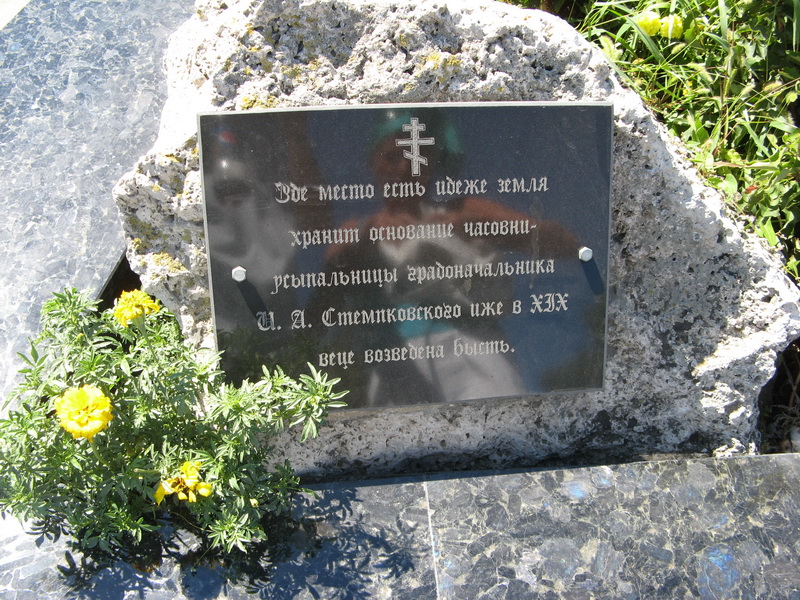 Зде место есть идеже земля
хранит основание часовни-
усыпальницы градоначальника
И. А. Стемпковского иже в XIX
веце возведена бысть.